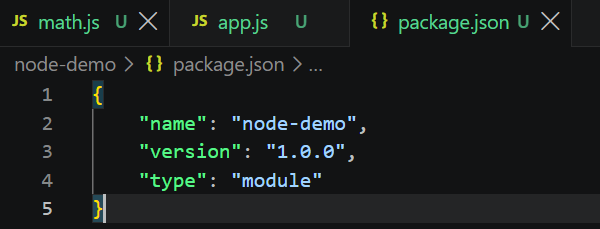 JS math.js U × JS app.js U {} package.json U ×
node-demo > {} package.json > ...
1 {
2 "name": "node-demo",
3 "version": "1.0.0",
4 "type": "module"
5 }